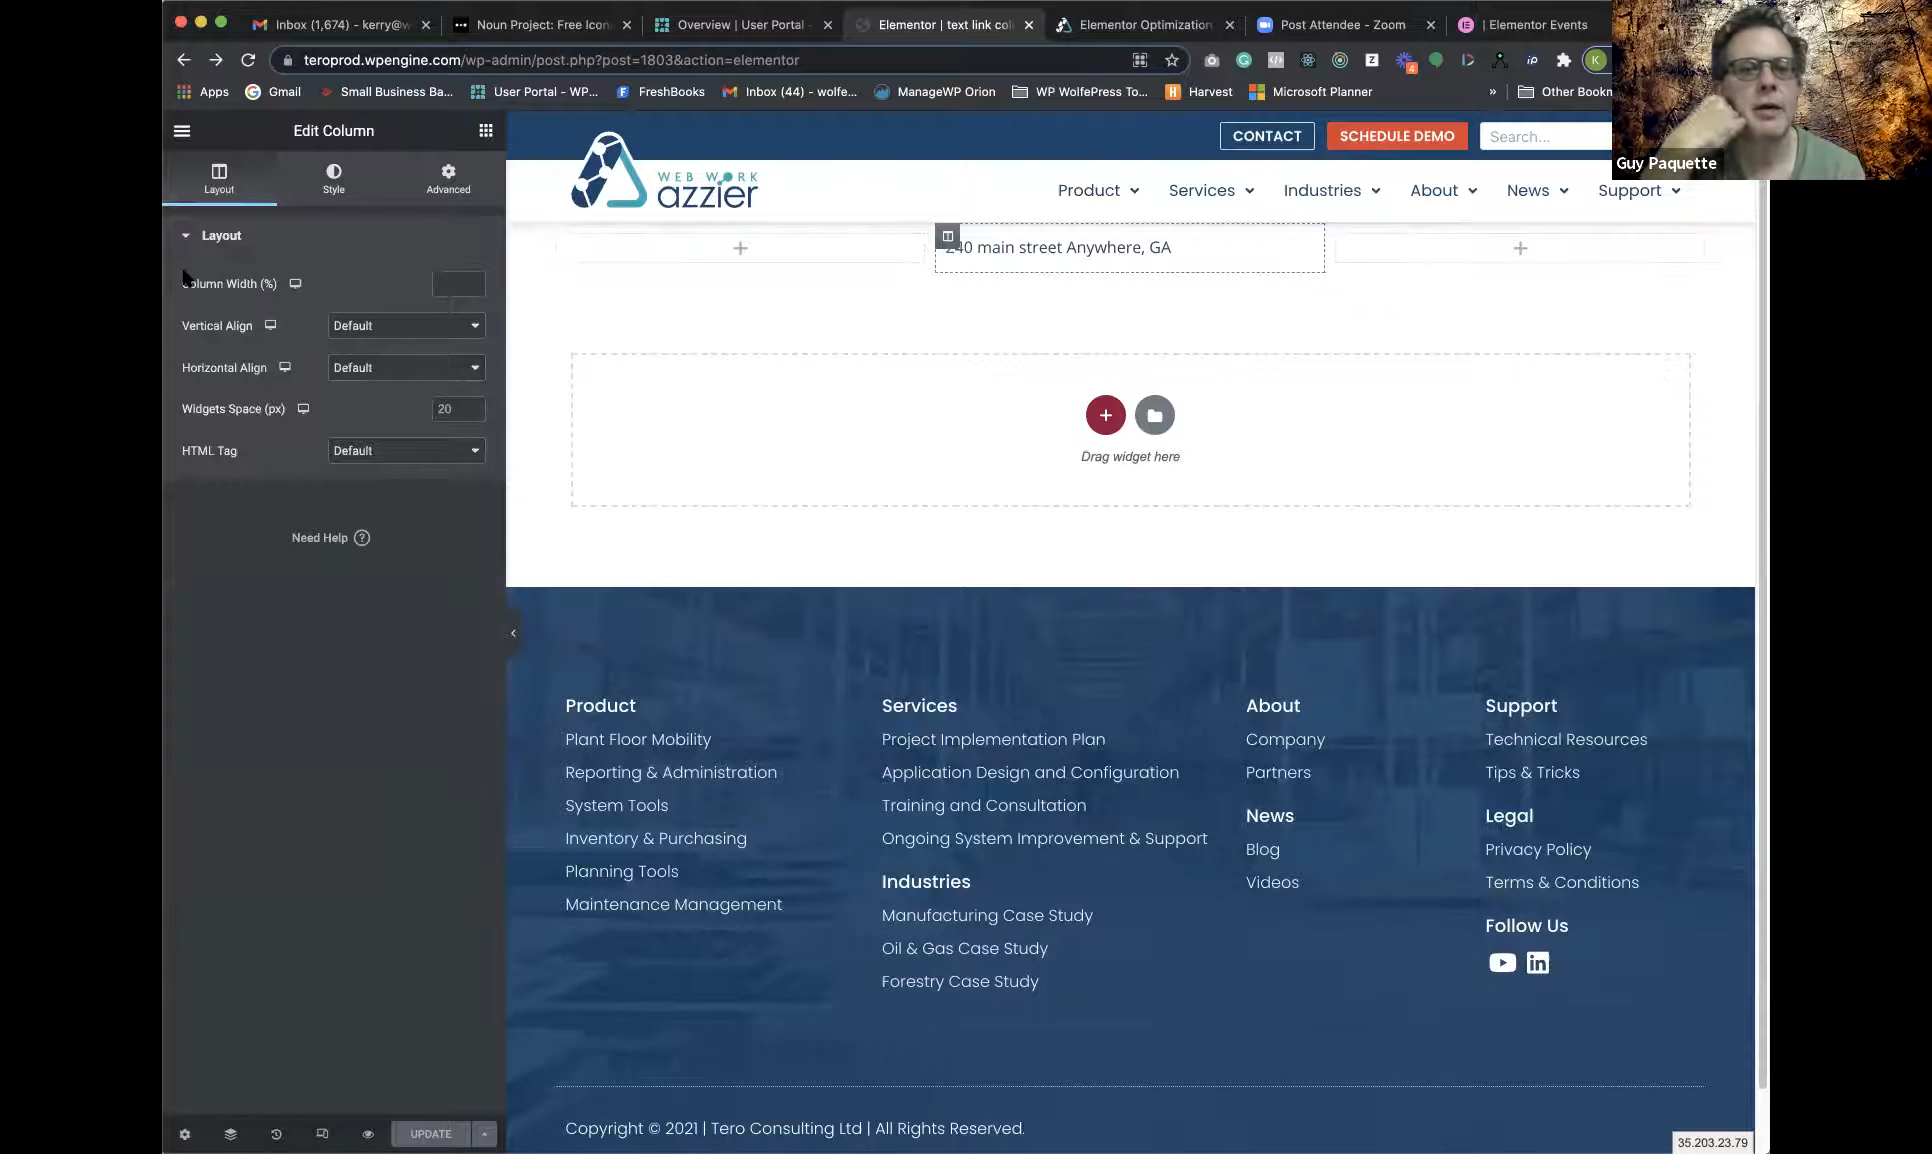 Inbox (1,674) - kerry@w
Noun Project: Free Icon
Overview | User Portal -
Elementor | text link col
Elementor Optimization
Post Attendee - Zoom
| Elementor Events
teroprod.wpengine.com/wp-admin/post.php?post=1803&action=elementor
Apps
Gmail
Small Business Ba...
User Portal - WP...
FreshBooks
Inbox (44) - wolfe...
ManageWP Orion
WP WolfePress To...
Harvest
Microsoft Planner
»
Other Bookn
Guy Paquette
Edit Column
Layout
Style
Advanced
Layout
Column Width (%)
Vertical Align
Default
Horizontal Align
Default
Widgets Space (px)
20
HTML Tag
Default
Need Help ?
UPDATE
CONTACT
SCHEDULE DEMO
Search...
WEB WORK
azzier
Product
Services
Industries
About
News
Support
240 main street Anywhere, GA
Drag widget here
Product
Plant Floor Mobility
Reporting & Administration
System Tools
Inventory & Purchasing
Planning Tools
Maintenance Management
Services
Project Implementation Plan
Application Design and Configuration
Training and Consultation
Ongoing System Improvement & Support
Industries
Manufacturing Case Study
Oil & Gas Case Study
Forestry Case Study
About
Company
Partners
News
Blog
Videos
Support
Technical Resources
Tips & Tricks
Legal
Privacy Policy
Terms & Conditions
Follow Us
Copyright © 2021 | Tero Consulting Ltd | All Rights Reserved.
35.203.23.79